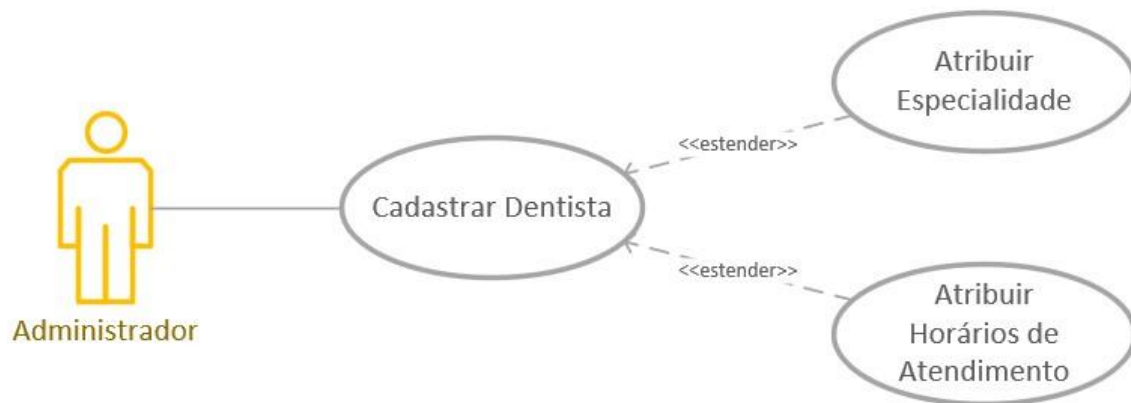 Atribuir
Especialidade
<<estender>>
Cadastrar Dentista
<<estender>>
Atribuir
Horários de
Atendimento
Administrador